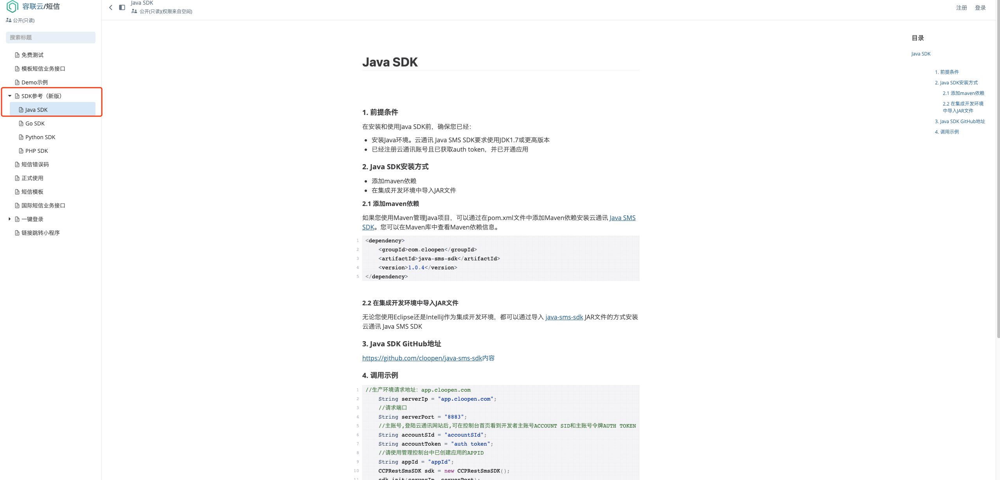 容联云/短信
公开(只读)
搜索标题
免费测试
模板短信业务接口
Demo示例
SDK参考（新版）
Java SDK
Go SDK
Python SDK
PHP SDK
短信错误码
正式使用
短信模板
国际短信业务接口
一键登录
链接跳转小程序
Java SDK
公开(只读)(权限来自空间)
注册 登录
Java SDK
1. 前提条件
在安装和使用Java SDK前，确保您已经：
安装Java环境。云通讯 Java SMS SDK要求使用JDK1.7或更高版本
已经注册云通讯账号且已获取auth token，并已开通应用
2. Java SDK安装方式
添加maven依赖
在集成开发环境中导入JAR文件
2.1 添加maven依赖
如果您使用Maven管理Java项目，可以通过在pom.xml文件中添加Maven依赖安装云通讯 Java SMS
SDK。您可以在Maven库中查看Maven依赖信息。
1 <dependency>
2 <groupId>com.cloopen</groupId>
3 <artifactId>java-sms-sdk</artifactId>
4 <version>1.0.4</version>
5 </dependency>
2.2 在集成开发环境中导入JAR文件
无论您使用Eclipse还是IntelliJ作为集成开发环境，都可以通过导入 java-sms-sdk JAR文件的方式安装
云通讯 Java SMS SDK
3. Java SDK GitHub地址
https://github.com/cloopen/java-sms-sdk内容
4. 调用示例
1 //生产环境请求地址：app.cloopen.com
2 String serverIp = "app.cloopen.com";
3 //请求端口
4 String serverPort = "8883";
5 //主账号,登陆云通讯网站后,可在控制台首页看到开发者主账号ACCOUNT SID和主账号令牌AUTH TOKEN
6 String accountSId = "accountSId";
7 String accountToken = "auth token";
8 //请使用管理控制台中已创建应用的APPID
9 String appId = "appId";
10 CCPRestSmsSDK sdk = new CCPRestSmsSDK();
11 sdk.init(serverIp, serverPort);
目录
Java SDK
1. 前提条件
2. Java SDK安装方式
2.1 添加maven依赖
2.2 在集成开发环境
中导入JAR文件
3. Java SDK GitHub地址
4. 调用示例